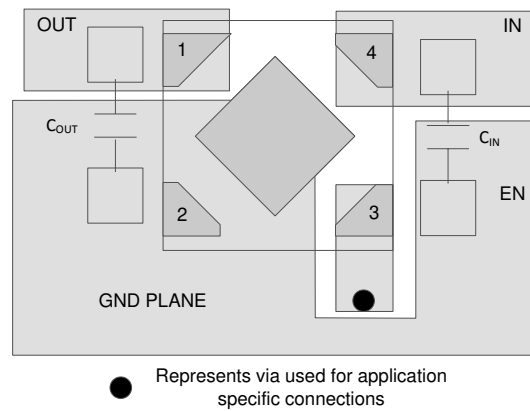 OUT
IN
1
4
COUT
CIN
2
3
EN
GND PLANE
Represents via used for application
specific connections